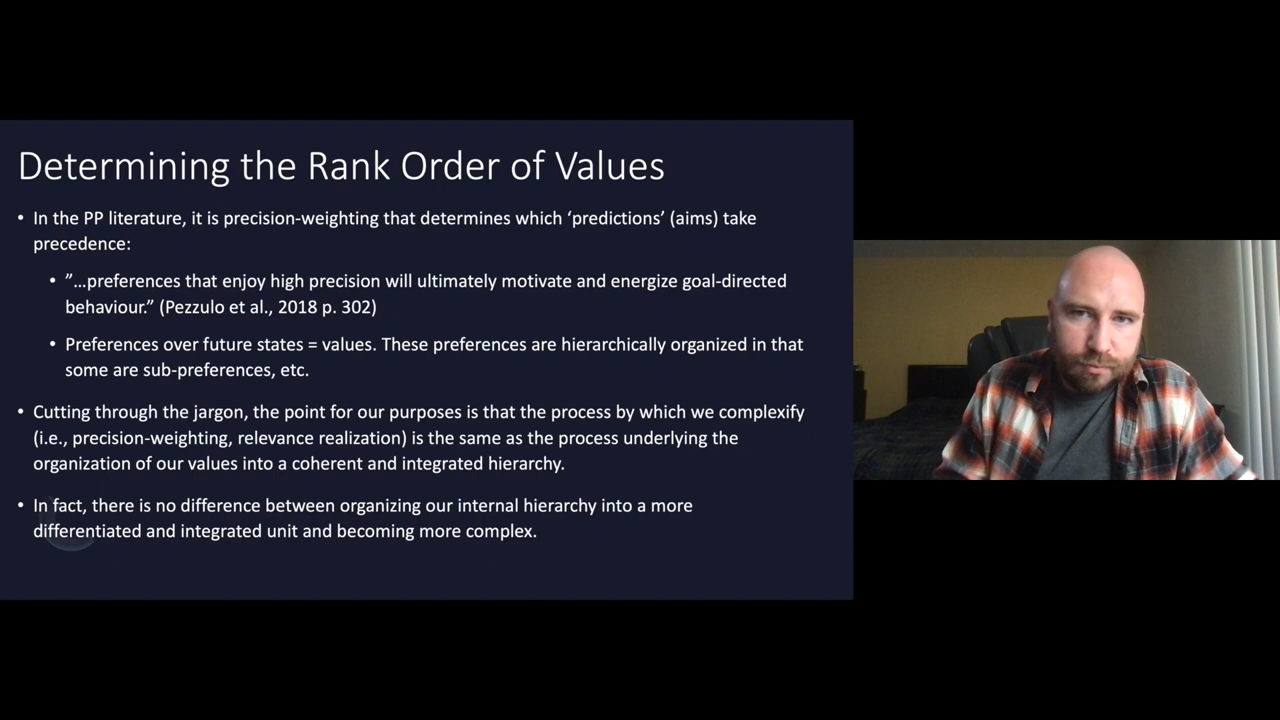 Determining the Rank Order of Values
• In the PP literature, it is precision-weighting that determines which ‘predictions’ (aims) take
precedence:
• ”…preferences that enjoy high precision will ultimately motivate and energize goal-directed
behaviour.” (Pezzulo et al., 2018 p. 302)
• Preferences over future states = values. These preferences are hierarchically organized in that
some are sub-preferences, etc.
• Cutting through the jargon, the point for our purposes is that the process by which we complexify
(i.e., precision-weighting, relevance realization) is the same as the process underlying the
organization of our values into a coherent and integrated hierarchy.
• In fact, there is no difference between organizing our internal hierarchy into a more
differentiated and integrated unit and becoming more complex.